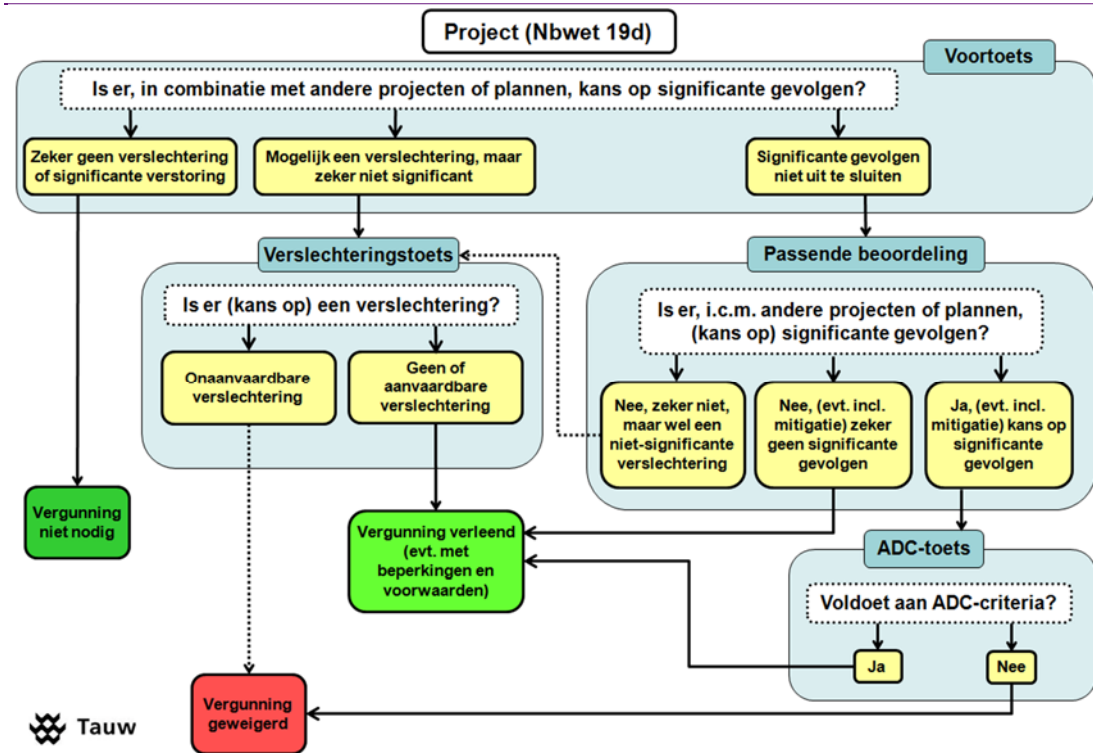 Project (Nbwet 19d)
Voortoets
Is er, in combinatie met andere projecten of plannen, kans op significante gevolgen?
Zeker geen verslechtering
of significante verstoring
Mogelijk een verslechtering, maar
zeker niet significant
Significante gevolgen
niet uit te sluiten
Verslechteringstoets
Is er (kans op) een verslechtering?
Onaanvaardbare
verslechtering
Geen of
aanvaardbare
verslechtering
Passende beoordeling
Is er, i.c.m. andere projecten of plannen,
(kans op) significante gevolgen?
Nee, zeker niet,
maar wel een
niet-significante
verslechtering
Nee, (evt. incl.
mitigatie) zeker
geen significante
gevolgen
Ja, (evt. incl.
mitigatie) kans op
significante
gevolgen
Vergunning
niet nodig
Vergunning verleend
(evt. met
beperkingen en
voorwaarden)
ADC-toets
Voldoet aan ADC-criteria?
Ja
Nee
Vergunning
geweigerd
Tauw